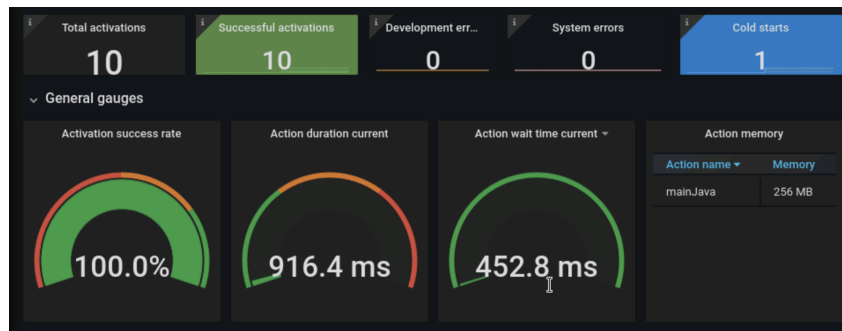 Total activations
10
Successful activations
10
Development err...
0
System errors
0
Cold starts
1
General gauges
Activation success rate
100.0%
Action duration current
916.4 ms
Action wait time current
452.8 ms
Action memory
Action name Memory
mainJava 256 MB